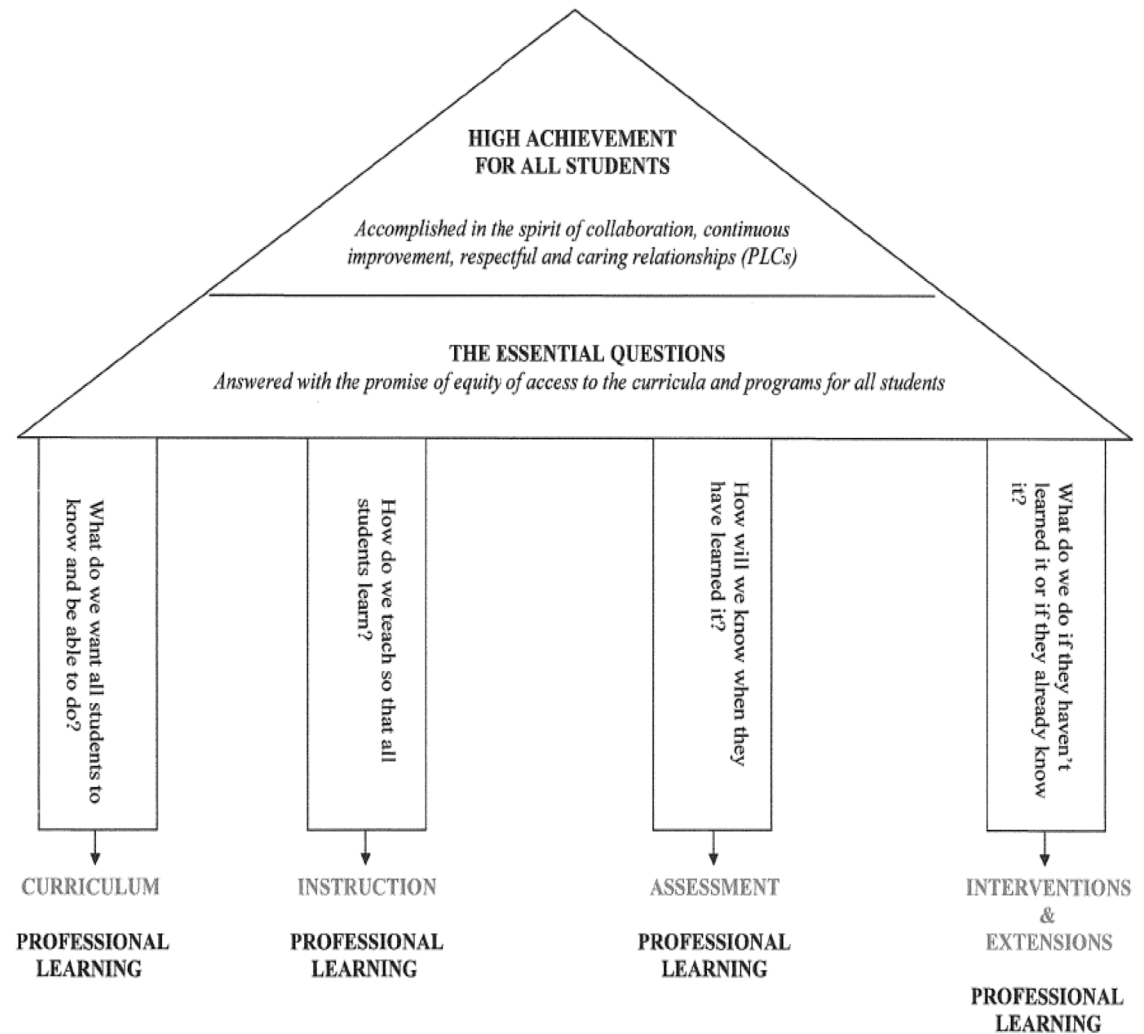 HIGH ACHIEVEMENT
FOR ALL STUDENTS
Accomplished in the spirit of collaboration, continuous
improvement, respectful and caring relationships (PLCs)
THE ESSENTIAL QUESTIONS
Answered with the promise of equity of access to the curricula and programs for all students
What do we want all students to
know and be able to do?
How do we teach so that all
students learn?
How will we know when they
have learned it?
What do we do if they haven't
learned it or if they already know
it?
CURRICULUM
PROFESSIONAL
LEARNING
INSTRUCTION
PROFESSIONAL
LEARNING
ASSESSMENT
PROFESSIONAL
LEARNING
INTERVENTIONS
&
EXTENSIONS
PROFESSIONAL
LEARNING